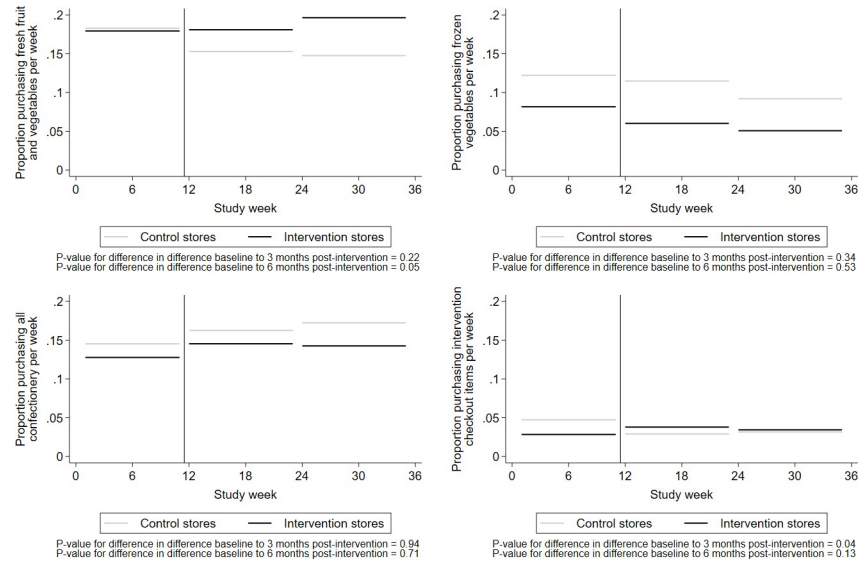 Proportion purchasing fresh fruit
and vegetables per week
.2
.15
.1
.05
0
0 6 12 18 24 30 36
Study week
Control stores Intervention stores
P-value for difference in difference baseline to 3 months post-intervention = 0.22
P-value for difference in difference baseline to 6 months post-intervention = 0.05
Proportion purchasing frozen
vegetables per week
.2
.15
.1
.05
0
0 6 12 18 24 30 36
Study week
Control stores Intervention stores
P-value for difference in difference baseline to 3 months post-intervention = 0.34
P-value for difference in difference baseline to 6 months post-intervention = 0.53
Proportion purchasing all
confectionery per week
.2
.15
.1
.05
0
0 6 12 18 24 30 36
Study week
Control stores Intervention stores
P-value for difference in difference baseline to 3 months post-intervention = 0.94
P-value for difference in difference baseline to 6 months post-intervention = 0.71
Proportion purchasing intervention
checkout items per week
.2
.15
.1
.05
0
0 6 12 18 24 30 36
Study week
Control stores Intervention stores
P-value for difference in difference baseline to 3 months post-intervention = 0.04
P-value for difference in difference baseline to 6 months post-intervention = 0.13